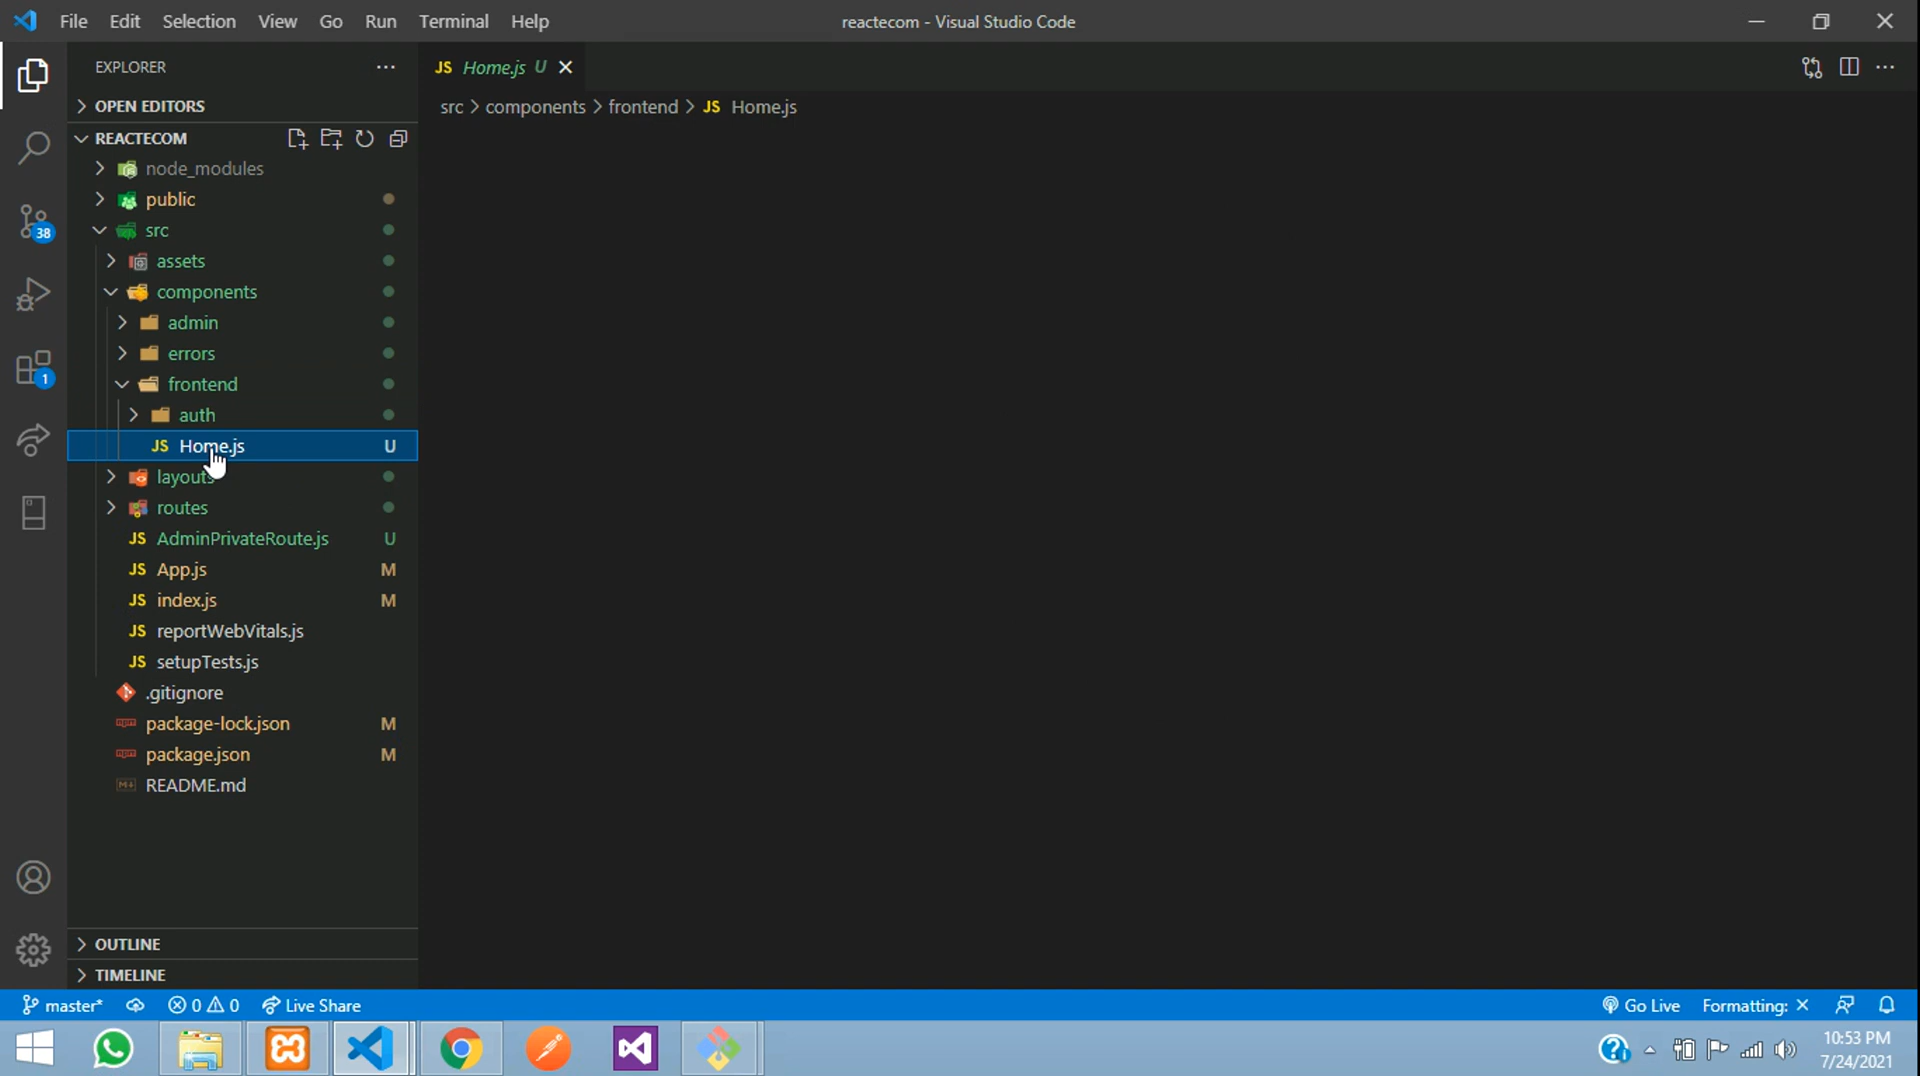 File Edit Selection View Go Run Terminal Help
reactecom - Visual Studio Code
EXPLORER
OPEN EDITORS
REACTECOM
node_modules
public
src
assets
components
admin
errors
frontend
auth
JS Home.js U
layouts
routes
JS AdminPrivateRoute.js U
JS App.js M
JS index.js M
JS reportWebVitals.js
JS setupTests.js
.gitignore
npm package-lock.json M
npm package.json M
README.md
OUTLINE
TIMELINE
38
1
JS Home.js U
src > components > frontend > JS Home.js
master* 0 0 Live Share
Go Live Formatting: ×
10:53 PM
7/24/2021